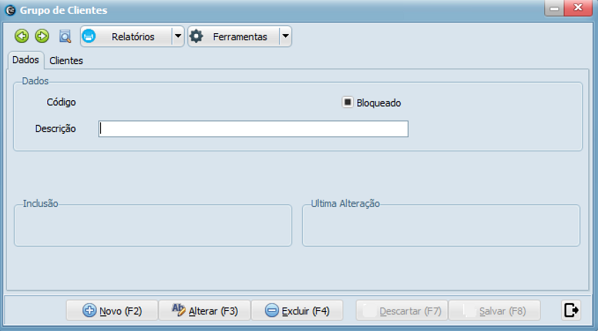 Grupo de Clientes
Relatórios Ferramentas
Dados Clientes
Dados
Código Bloqueado
Descrição
Inclusão Ultima Alteração
Novo (F2) Alterar (F3) Excluir (F4) Descartar (F7) Salvar (F8)